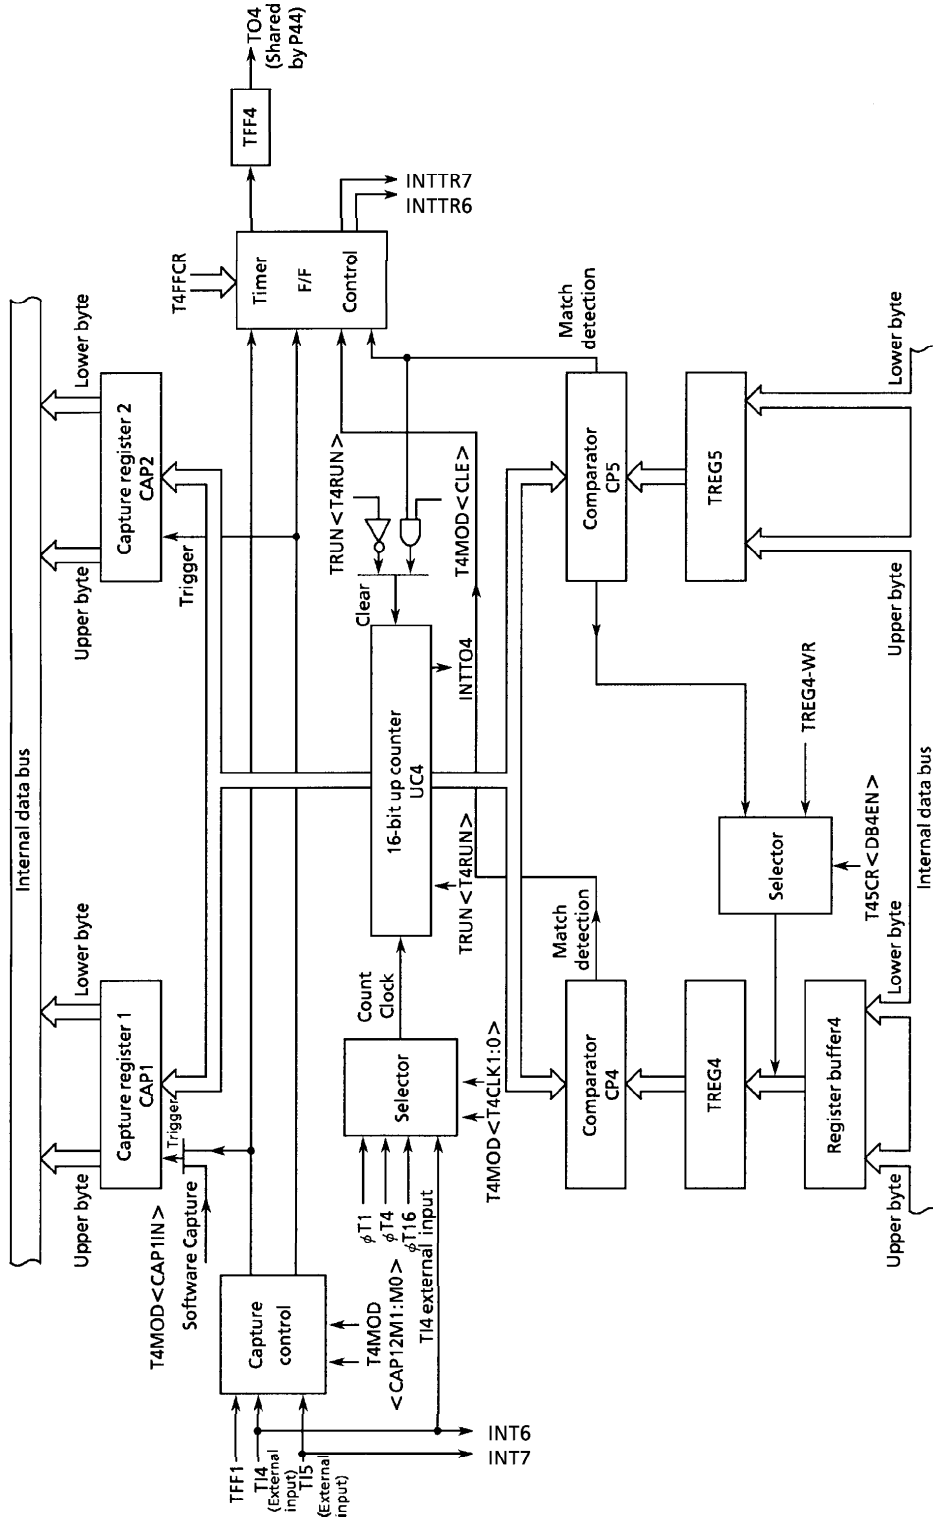 Internal data bus
Upper byte
Lower byte
Upper byte
Lower byte
Capture register 1
CAP1
Capture register 2
CAP2
T4MOD<CAP1IN>
Software Capture
Trigger
Trigger
T4FFCR
TFF1
TI4
(External
input)
TI5
(External
input)
Capture
control
Timer
F/F
Control
TFF4
TO4
(Shared
by P44)
T4MOD
<CAP12M1:M0>
INT6
INT7
φT1
φT4
φT16
TI4 external input
Selector
T4MOD<T4CLK1:0>
Count
Clock
16-bit up counter
UC4
TRUN<T4RUN>
Clear
INTTO4
TRUN<T4RUN>
T4MOD<CLE>
INTTR7
INTTR6
Match
detection
Match
detection
Comparator
CP4
Comparator
CP5
TREG4
TREG5
Register buffer4
Selector
TREG4-WR
T45CR<DB4EN>
Upper byte
Lower byte
Upper byte
Lower byte
Internal data bus